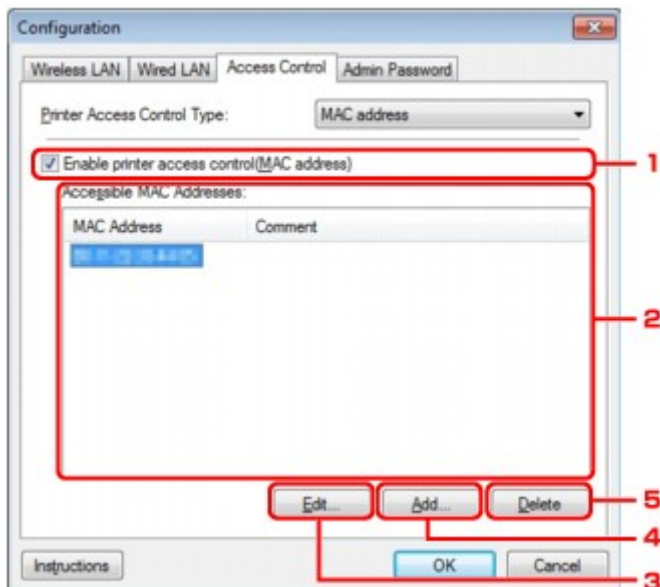 Configuration
Wireless LAN Wired LAN Access Control Admin Password
Printer Access Control Type: MAC address
Enable printer access control(MAC address) 1
Accessible MAC Addresses:
MAC Address Comment
2
Edit... Add... Delete 5
4
Instructions OK Cancel
3